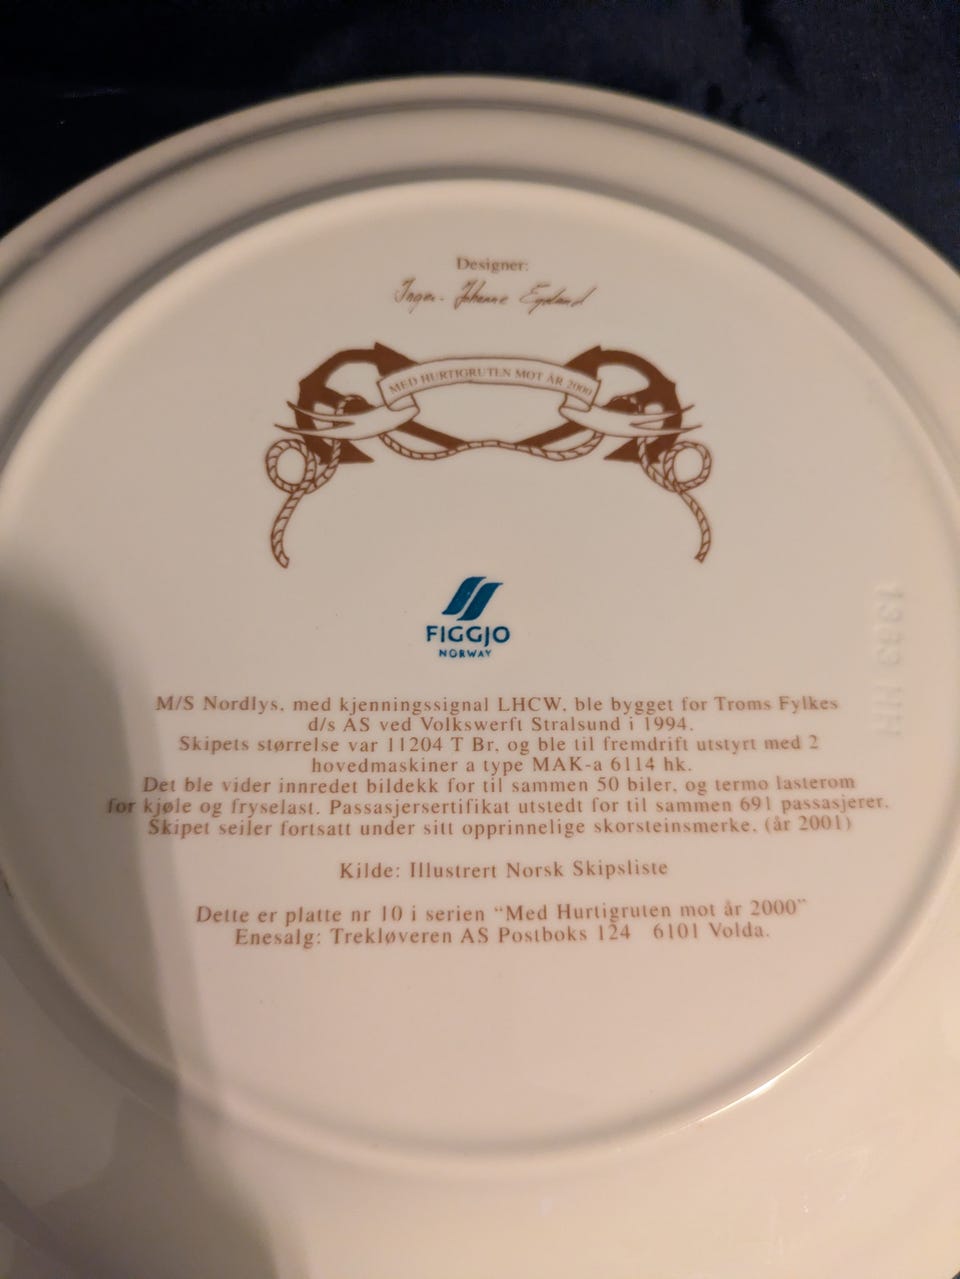 Designer:
Inger-Johanne Egeland
MED HURTIGRUTEN MOT ÅR 2000
FIGGJO
NORWAY
M/S Nordlys, med kjenningssignal LHCW, ble bygget for Troms Fylkes
d/s AS ved Volkswerft Stralsund i 1994.
Skipets størrelse var 11204 T Br, og ble til fremdrift utstyrt med 2
hovedmaskiner a type MAK-a 6114 hk.
Det ble vider innredet bildekk for til sammen 50 biler, og termo lasterom
for kjøle og fryselast. Passasjersertifikat utstedt for til sammen 691 passasjerer.
Skipet seiler fortsatt under sitt opprinnelige skorsteinsmerke. (år 2001)
Kilde: Illustrert Norsk Skipsliste
Dette er platte nr 10 i serien "Med Hurtigruten mot år 2000"
Enesalg: Trekløveren AS Postboks 124 6101 Volda.